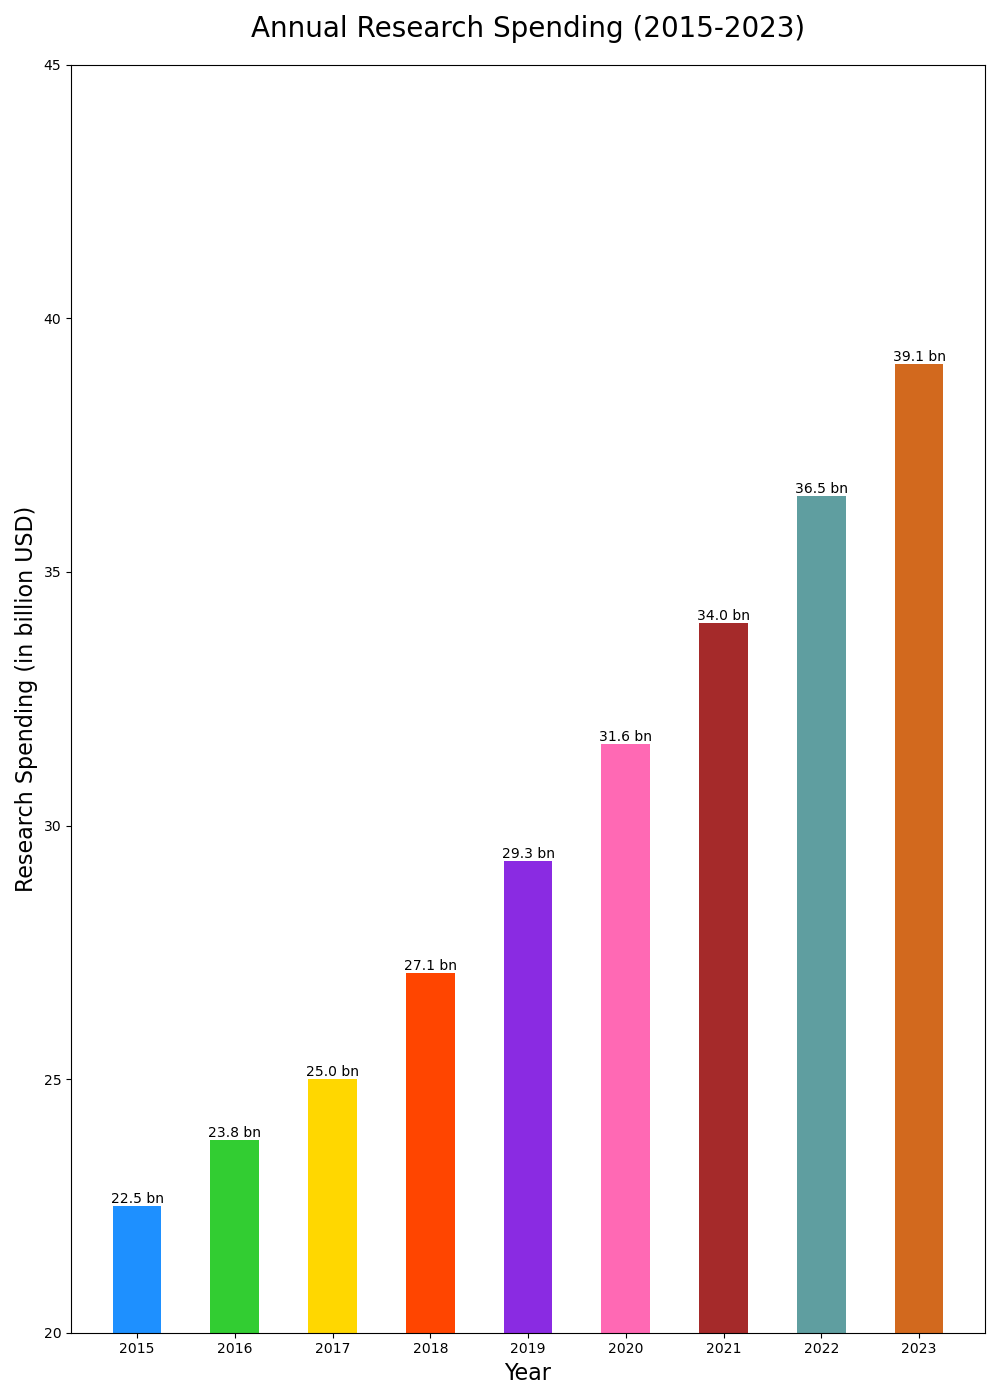 Annual Research Spending (2015-2023)
45
40
35
30
25
20
Research Spending (in billion USD)
22.5 bn
23.8 bn
25.0 bn
27.1 bn
29.3 bn
31.6 bn
34.0 bn
36.5 bn
39.1 bn
2015 2016 2017 2018 2019 2020 2021 2022 2023
Year